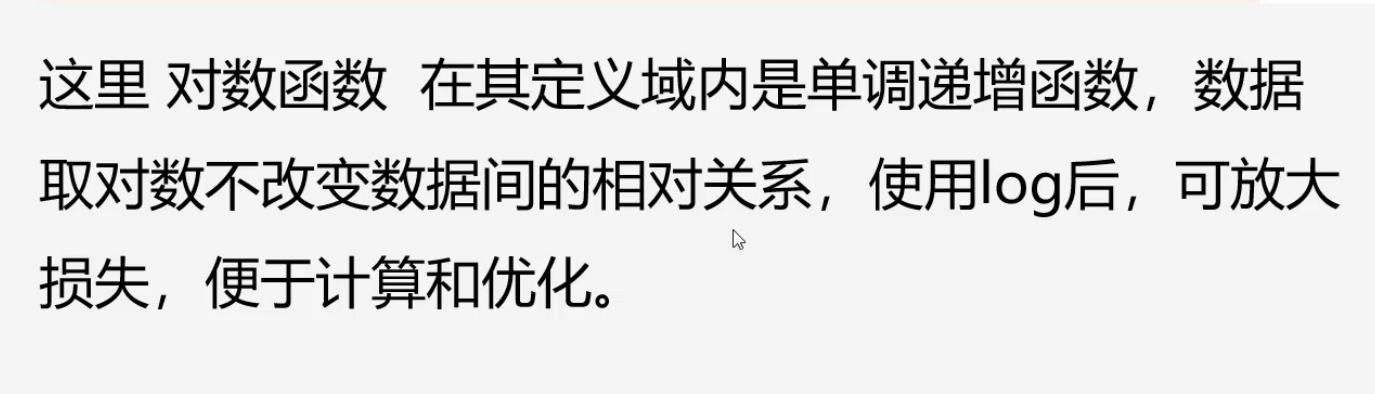 这里 对数函数 在其定义域内是单调递增函数，数据
取对数不改变数据间的相对关系，使用log后，可放大
损失，便于计算和优化。